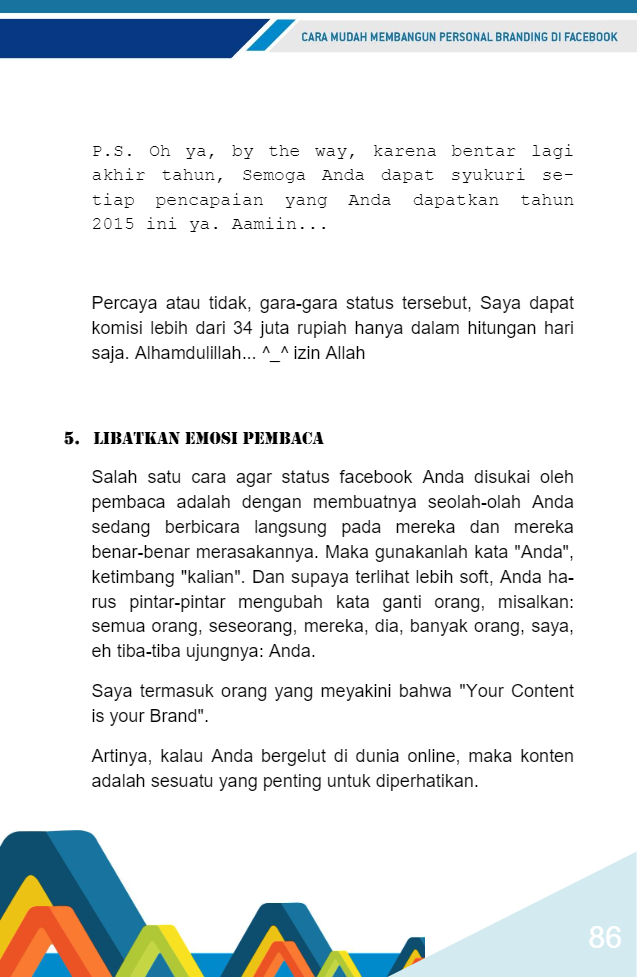 CARA MUDAH MEMBANGUN PERSONAL BRANDING DI FACEBOOK
P.S. Oh ya, by the way, karena bentar lagi
akhir tahun, Semoga Anda dapat syukuri se-
tiap pencapaian yang Anda dapatkan tahun
2015 ini ya. Aamiin...
Percaya atau tidak, gara-gara status tersebut, Saya dapat
komisi lebih dari 34 juta rupiah hanya dalam hitungan hari
saja. Alhamdulillah... ^_^ izin Allah
5. LIBATKAN EMOSI PEMBACA
Salah satu cara agar status facebook Anda disukai oleh
pembaca adalah dengan membuatnya seolah-olah Anda
sedang berbicara langsung pada mereka dan mereka
benar-benar merasakannya. Maka gunakanlah kata "Anda",
ketimbang "kalian". Dan supaya terlihat lebih soft, Anda ha-
rus pintar-pintar mengubah kata ganti orang, misalkan:
semua orang, seseorang, mereka, dia, banyak orang, saya,
eh tiba-tiba ujungnya: Anda.
Saya termasuk orang yang meyakini bahwa "Your Content
is your Brand".
Artinya, kalau Anda bergelut di dunia online, maka konten
adalah sesuatu yang penting untuk diperhatikan.
86